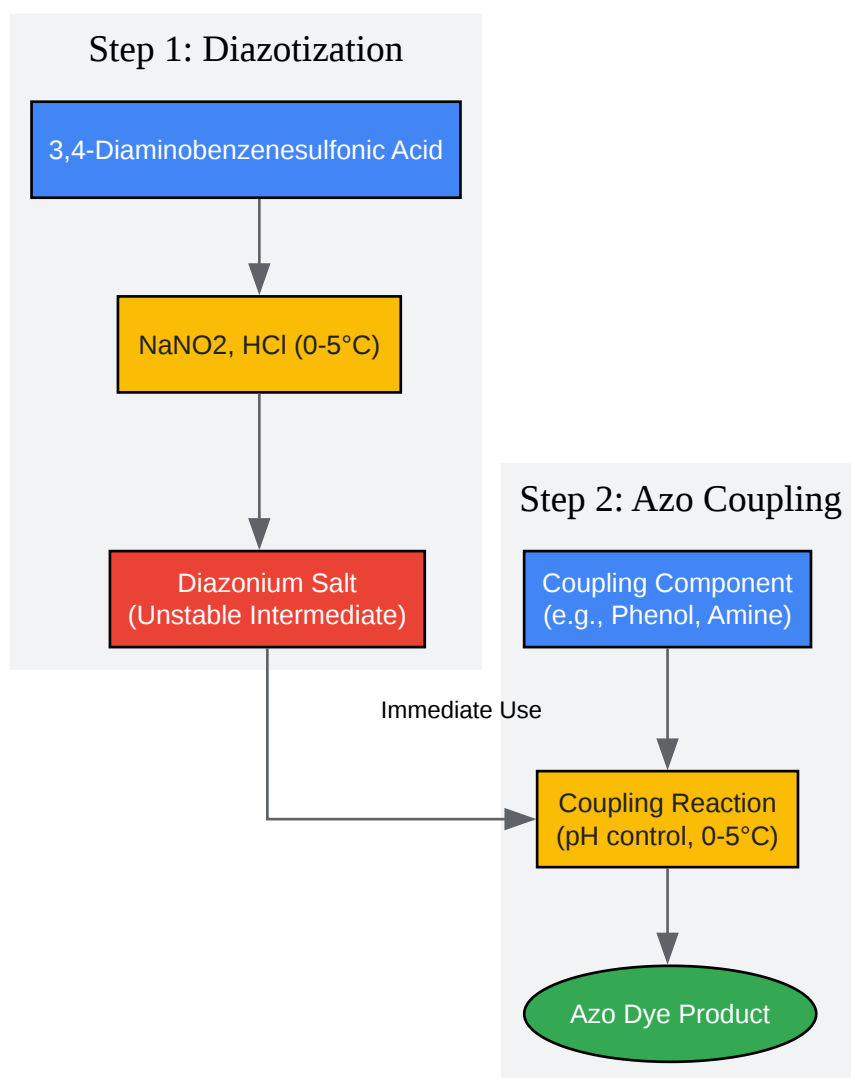 Step 1: Diazotization
3,4-Diaminobenzenesulfonic Acid
NaNO2, HCl (0-5°C)
Diazonium Salt
(Unstable Intermediate)
Immediate Use
Step 2: Azo Coupling
Coupling Component
(e.g., Phenol, Amine)
Coupling Reaction
(pH control, 0-5°C)
Azo Dye Product